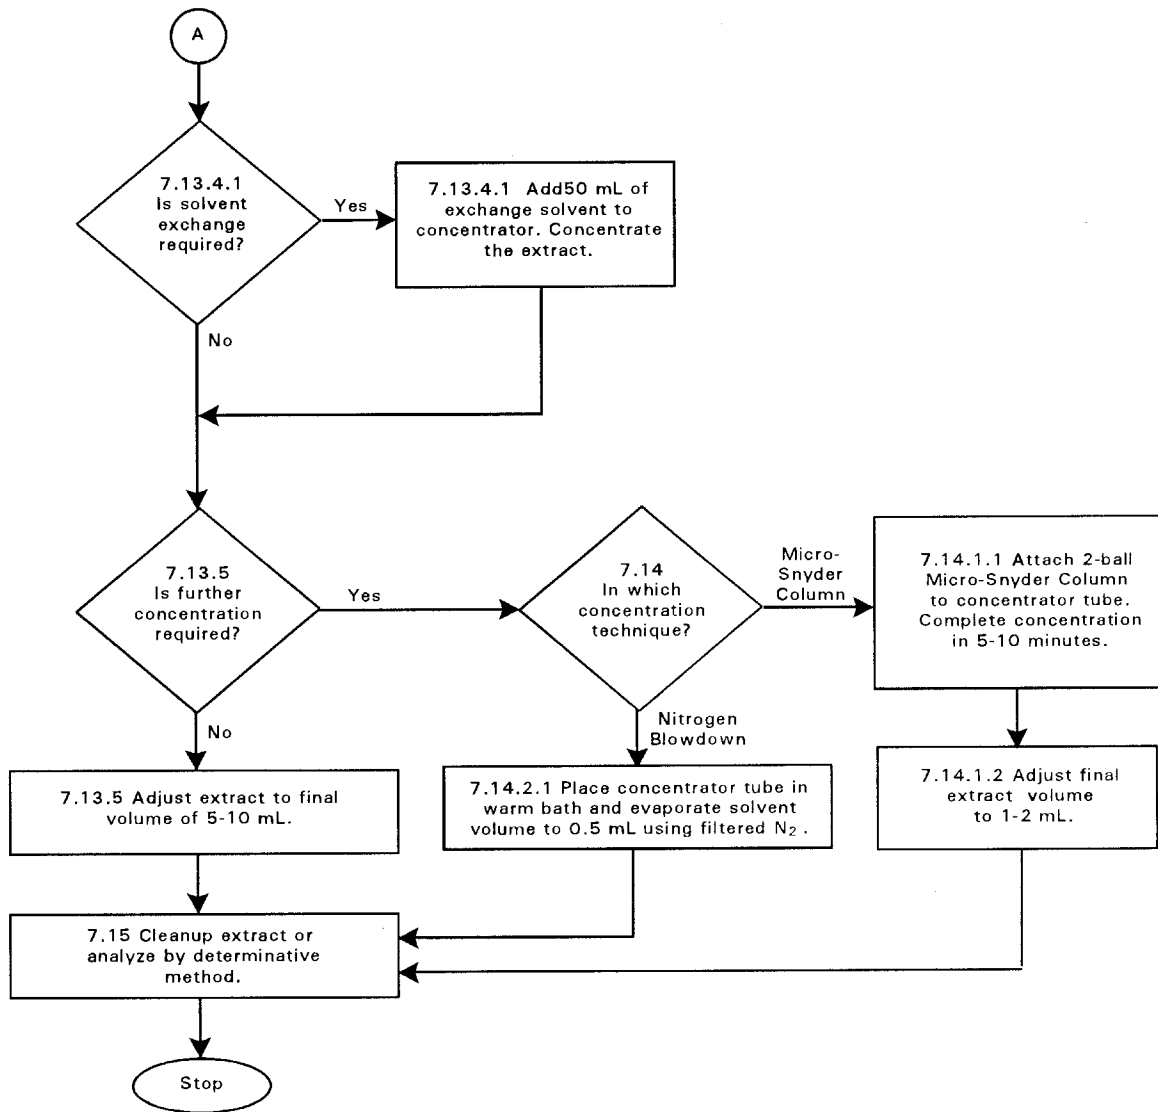 A
7.13.4.1
Is solvent
exchange
required?
Yes
7.13.4.1 Add50 mL of
exchange solvent to
concentrator. Concentrate
the extract.
No
7.13.5
Is further
concentration
required?
Yes
7.14
In which
concentration
technique?
Micro-
Snyder
Column
7.14.1.1 Attach 2-ball
Micro-Snyder Column
to concentrator tube.
Complete concentration
in 5-10 minutes.
No
Nitrogen
Blowdown
7.13.5 Adjust extract to final
volume of 5-10 mL.
7.14.2.1 Place concentrator tube in
warm bath and evaporate solvent
volume to 0.5 mL using filtered N₂ .
7.14.1.2 Adjust final
extract volume
to 1-2 mL.
7.15 Cleanup extract or
analyze by determinative
method.
Stop